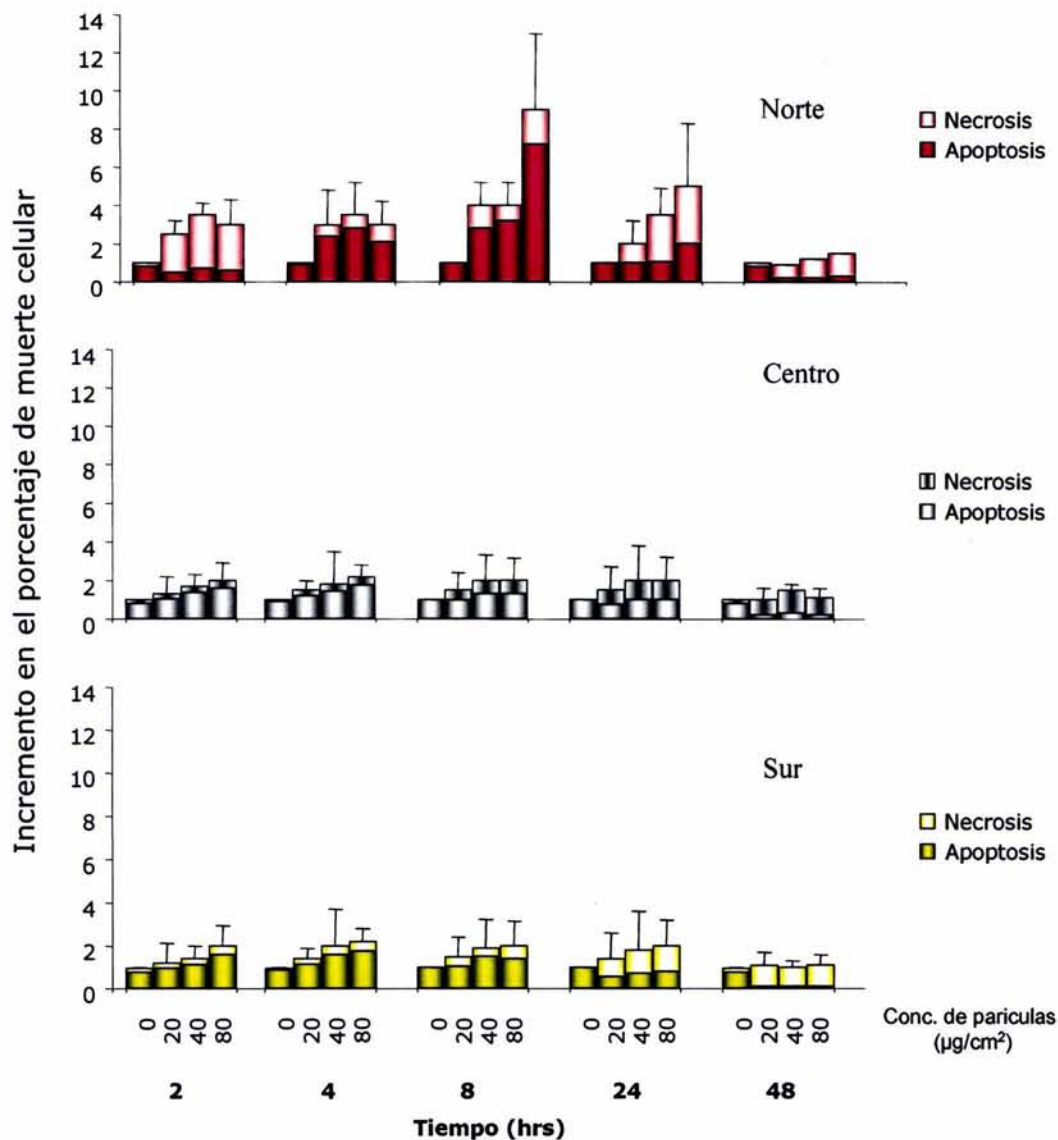 Incremento en el porcentaje de muerte celular
14
12
10
8
6
4
2
0
Norte
Necrosis
Apoptosis
14
12
10
8
6
4
2
0
Centro
Necrosis
Apoptosis
14
12
10
8
6
4
2
0
Sur
Necrosis
Apoptosis
0 20 40 80 0 20 40 80 0 20 40 80 0 20 40 80 0 20 40 80
Conc. de pariculas
(µg/cm²)
2 4 8 24 48
Tiempo (hrs)